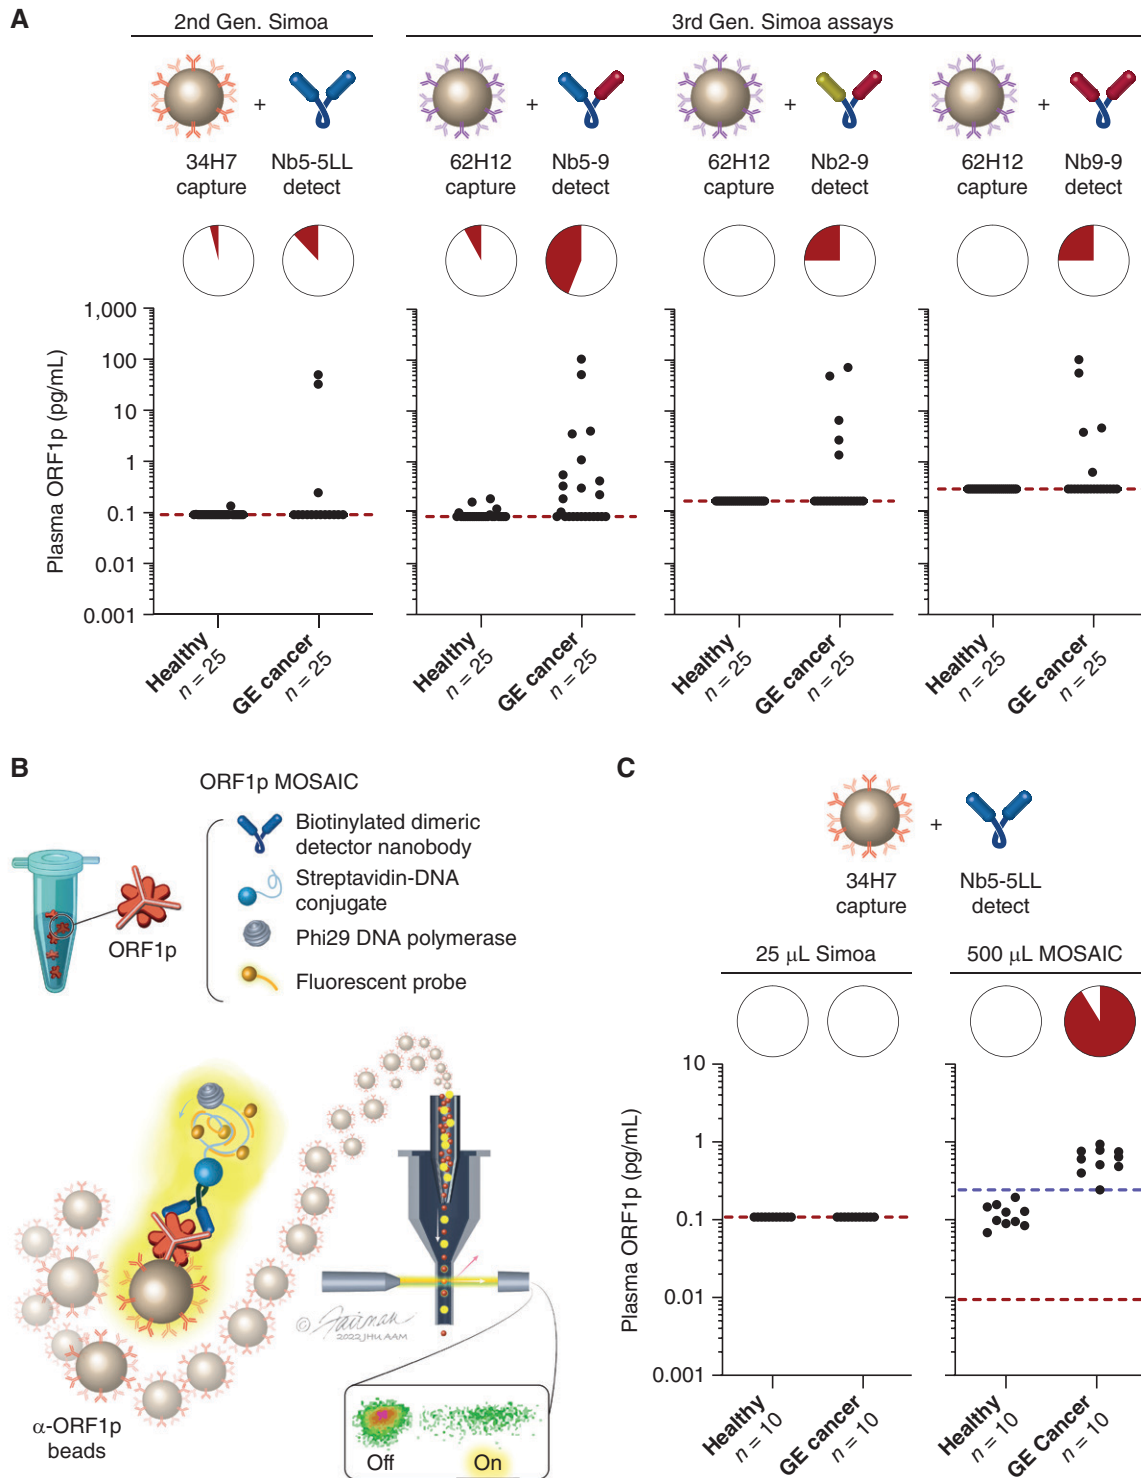 A
2nd Gen. Simoa
3rd Gen. Simoa assays
+
+
+
+
34H7
capture
Nb5-5LL
detect
62H12
capture
Nb5-9
detect
62H12
capture
Nb2-9
detect
62H12
capture
Nb9-9
detect
Plasma ORF1p (pg/mL)
1,000
100
10
1
0.1
0.01
0.001
Healthy
n = 25
GE cancer
n = 25
Healthy
n = 25
GE cancer
n = 25
Healthy
n = 25
GE cancer
n = 25
Healthy
n = 25
GE cancer
n = 25
B
ORF1p MOSAIC
Biotinylated dimeric
detector nanobody
Streptavidin-DNA
conjugate
Phi29 DNA polymerase
Fluorescent probe
ORF1p
© Fairman
2022 JHU AAM
α-ORF1p
beads
Off
On
C
+
34H7
capture
Nb5-5LL
detect
25 μL Simoa
500 μL MOSAIC
Plasma ORF1p (pg/mL)
10
1
0.1
0.01
0.001
Healthy
n = 10
GE cancer
n = 10
Healthy
n = 10
GE Cancer
n = 10